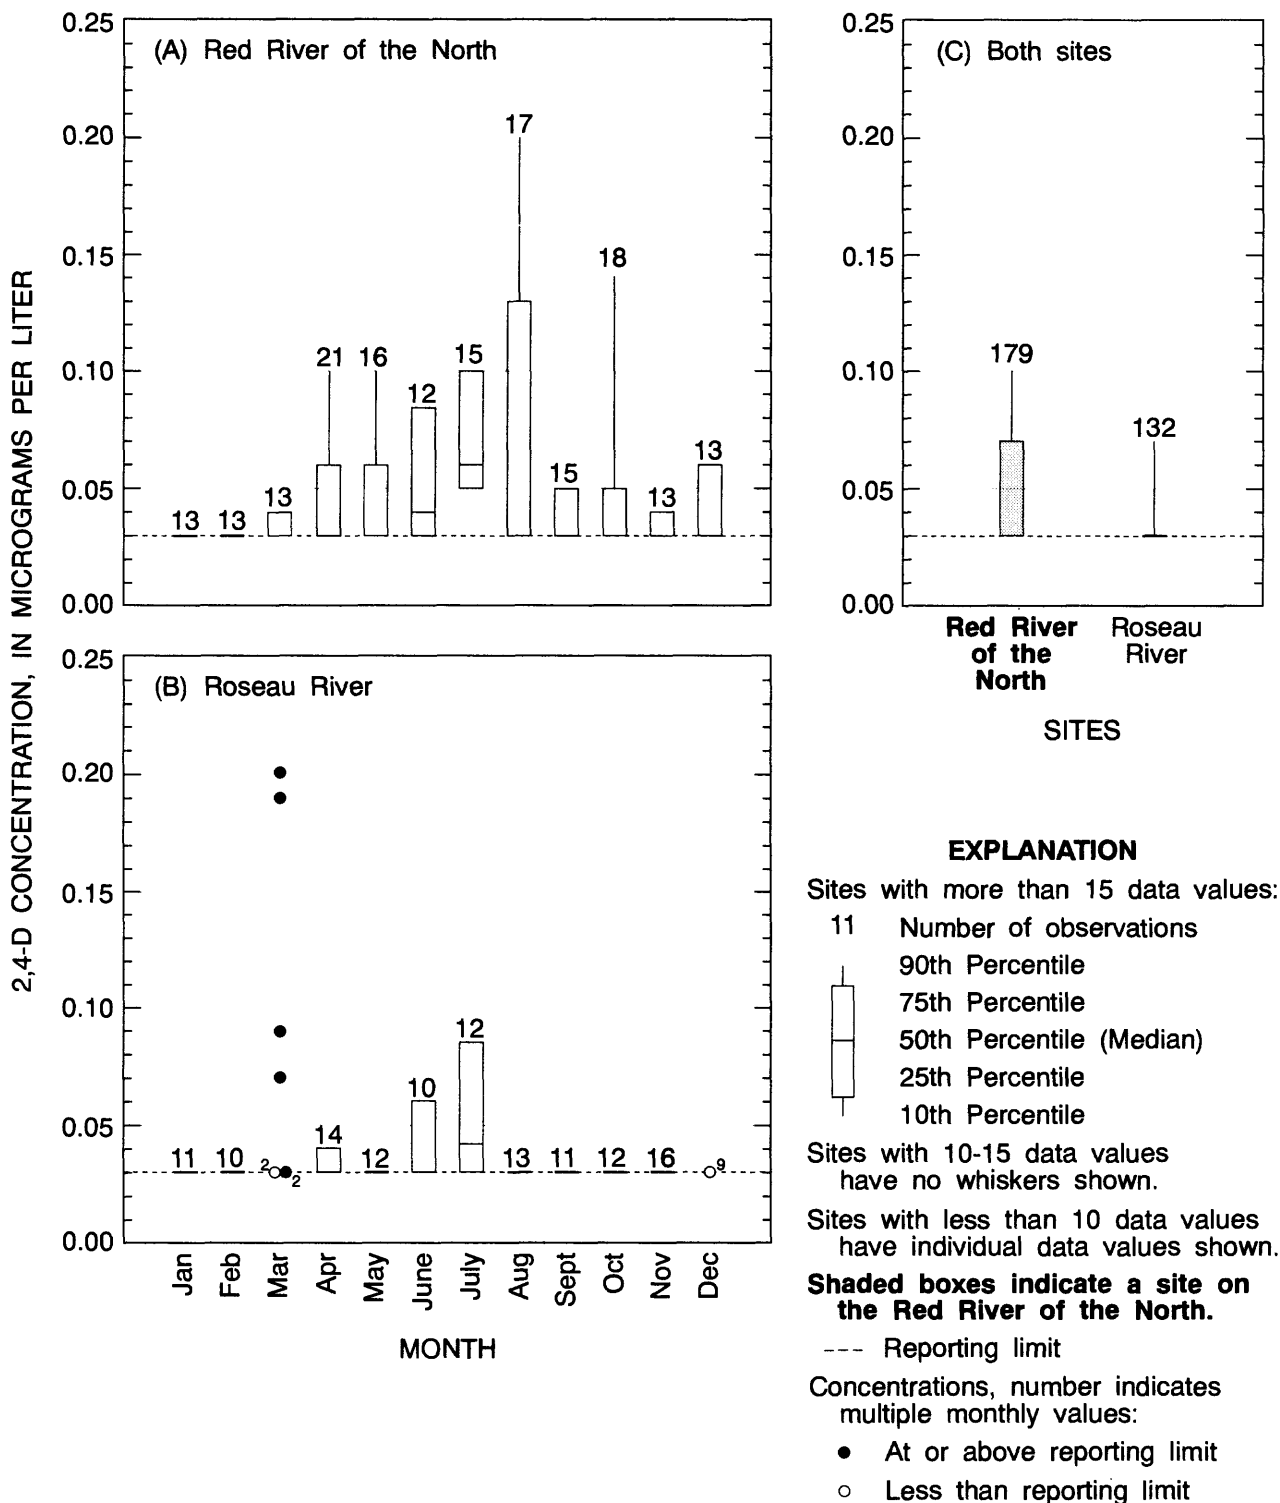 2,4-D CONCENTRATION, IN MICROGRAMS PER LITER
(A) Red River of the North
0.25
0.20
0.15
0.10
0.05
0.00
13
13
13
21
16
12
15
17
15
18
13
13
(B) Roseau River
0.25
0.20
0.15
0.10
0.05
0.00
11
10
2
2
14
12
10
12
13
11
12
16
9
Jan
Feb
Mar
Apr
May
June
July
Aug
Sept
Oct
Nov
Dec
MONTH
(C) Both sites
0.25
0.20
0.15
0.10
0.05
0.00
179
132
Red River
of the
North
Roseau
River
SITES
EXPLANATION
Sites with more than 15 data values:
11 Number of observations
90th Percentile
75th Percentile
50th Percentile (Median)
25th Percentile
10th Percentile
Sites with 10-15 data values
have no whiskers shown.
Sites with less than 10 data values
have individual data values shown.
Shaded boxes indicate a site on
the Red River of the North.
--- Reporting limit
Concentrations, number indicates
multiple monthly values:
● At or above reporting limit
○ Less than reporting limit